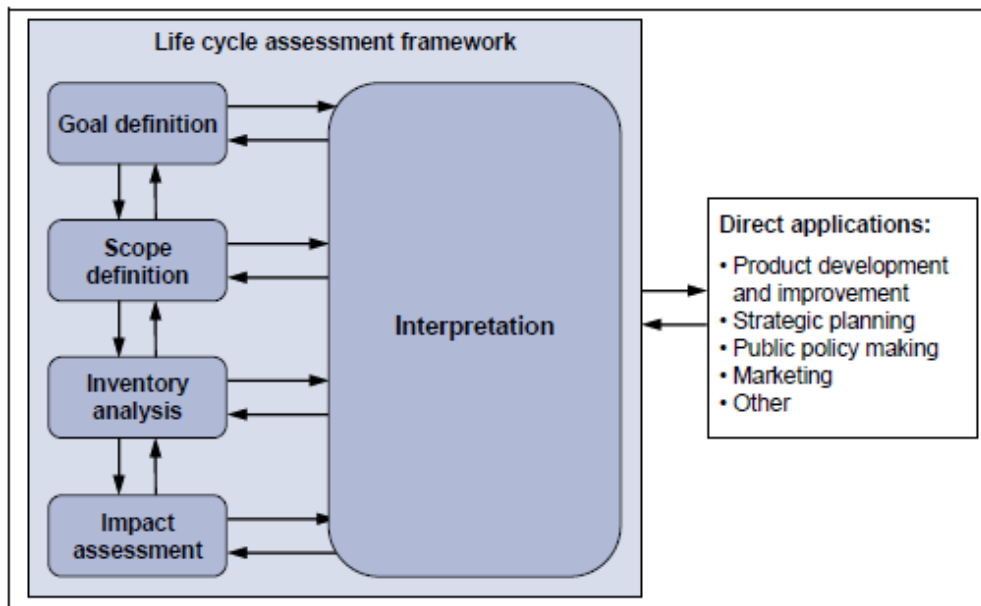 Life cycle assessment framework
Goal definition
Scope
definition
Inventory
analysis
Impact
assessment
Interpretation
Direct applications:
• Product development
and improvement
• Strategic planning
• Public policy making
• Marketing
• Other